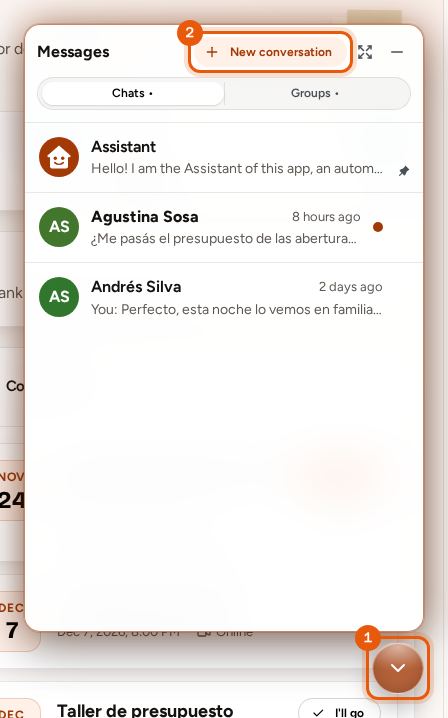 or d
2
Messages
New conversation
Chats •
Groups •
Assistant
Hello! I am the Assistant of this app, an autom...
AS
Agustina Sosa
8 hours ago
¿Me pasás el presupuesto de las abertura...
ank
AS
Andrés Silva
2 days ago
You: Perfecto, esta noche lo vemos en familia...
Co
NOV
24
DEC
7
Dec 7, 2026, 8:00 PM
Online
1
DEC
Taller de presupuesto
I'll go